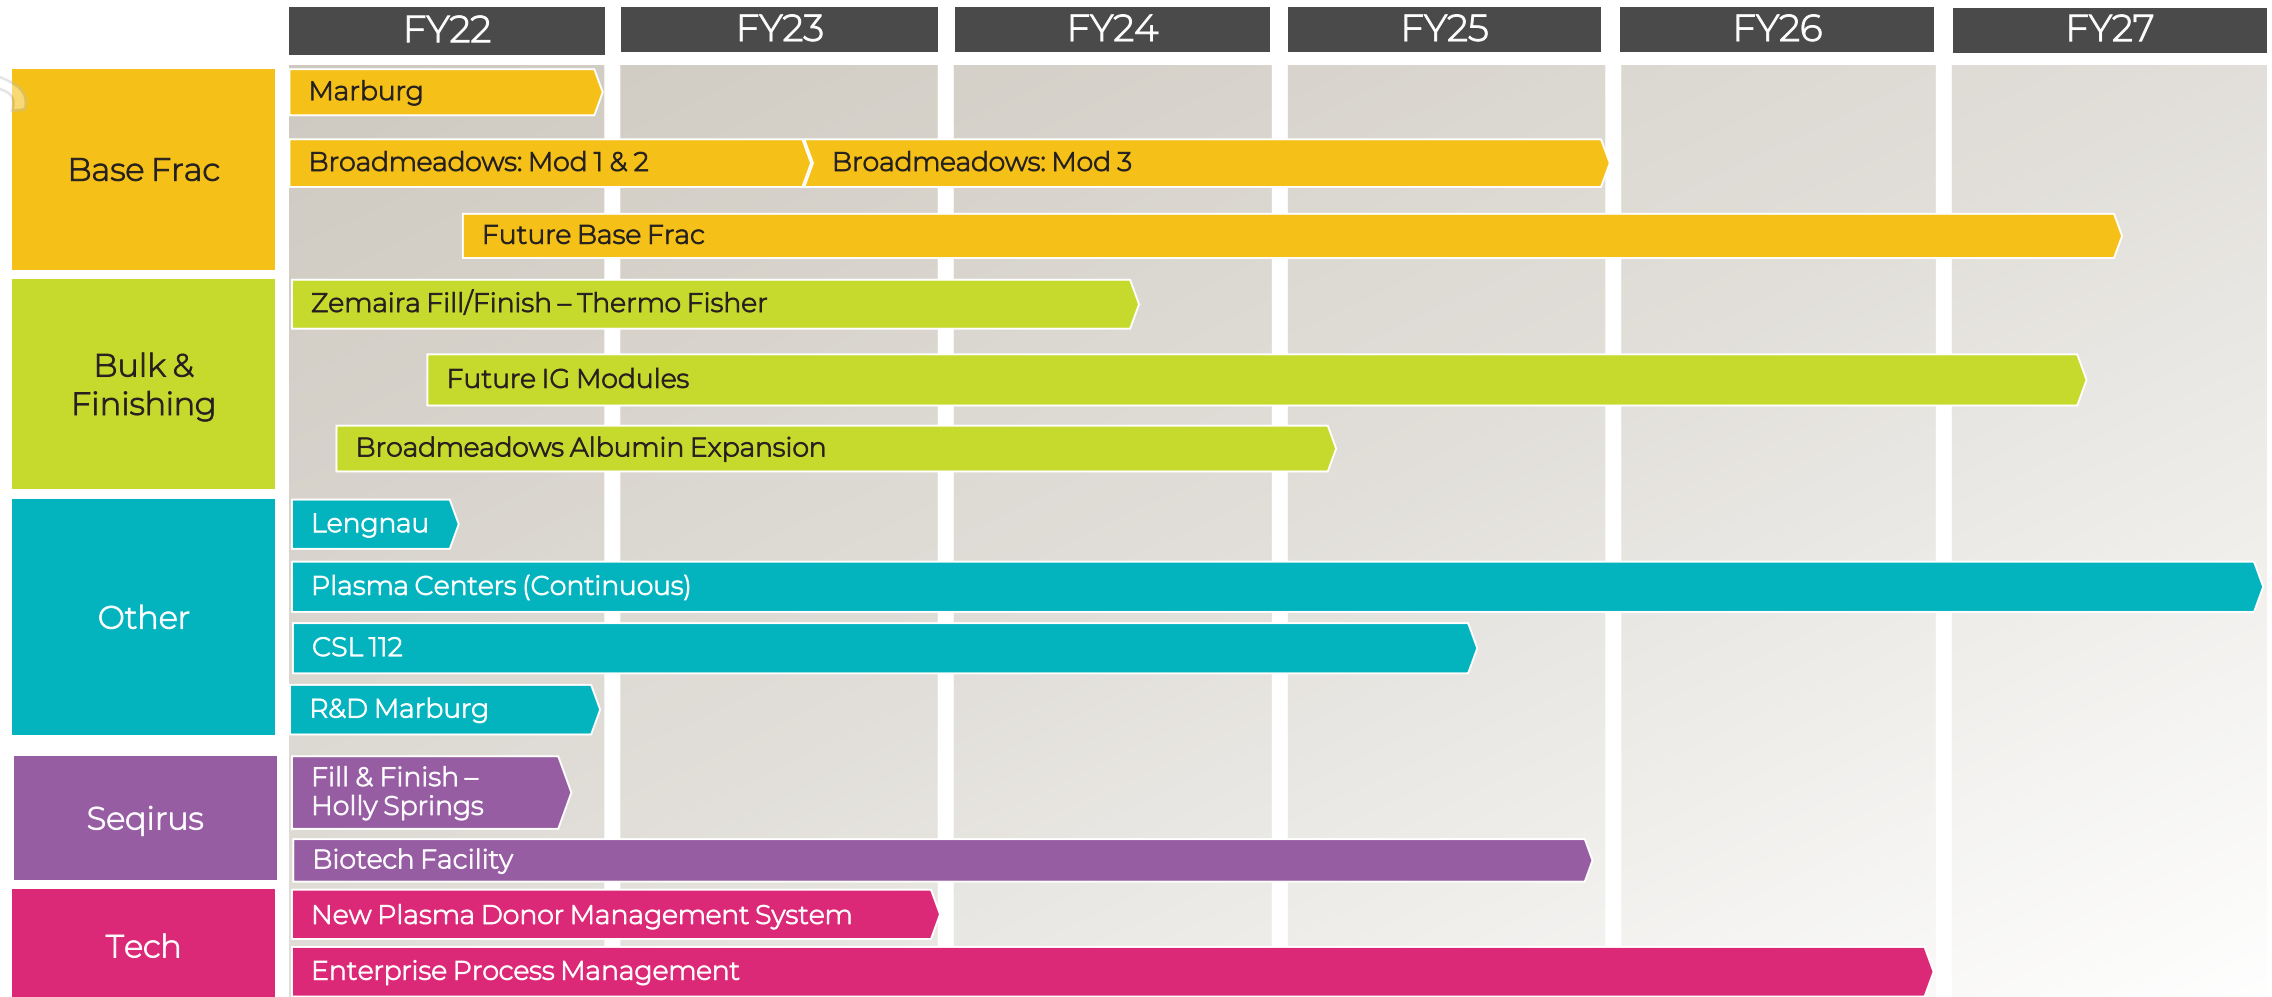 FY22 FY23 FY24 FY25 FY26 FY27
Base Frac
Marburg
Broadmeadows: Mod 1 & 2
Broadmeadows: Mod 3
Future Base Frac
Bulk &
Finishing
Zemaira Fill/Finish – Thermo Fisher
Future IG Modules
Broadmeadows Albumin Expansion
Other
Lengnau
Plasma Centers (Continuous)
CSL 112
R&D Marburg
Seqirus
Fill & Finish –
Holly Springs
Biotech Facility
Tech
New Plasma Donor Management System
Enterprise Process Management